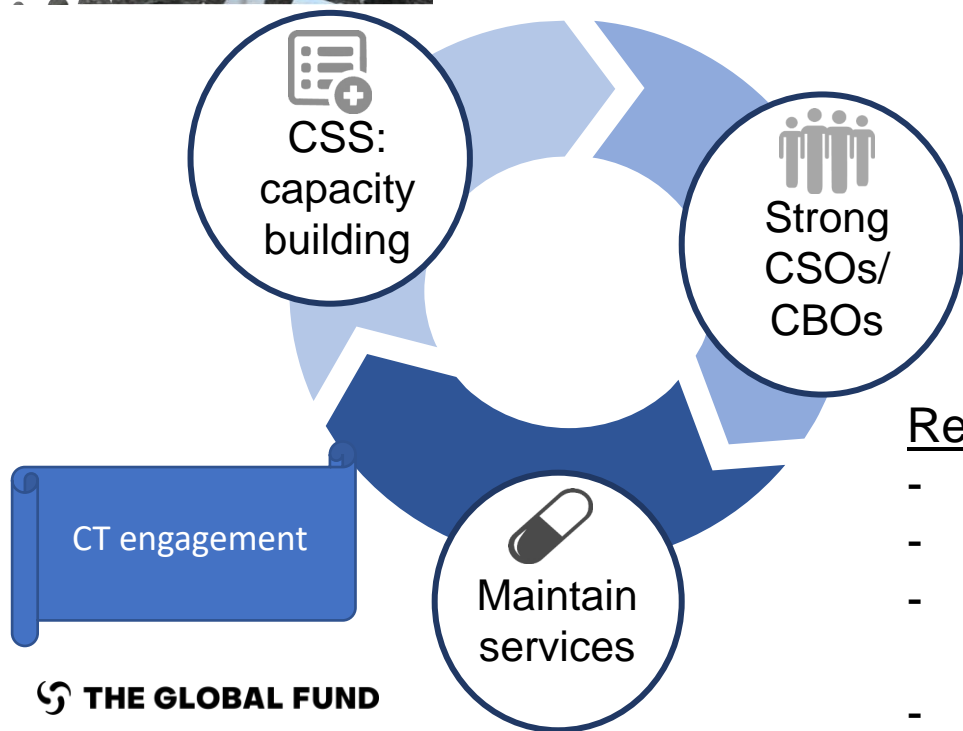 CSS:
capacity
building
Strong
CSOs/
CBOs
Re
-
-
-
-
CT engagement
Maintain
services
THE GLOBAL FUND